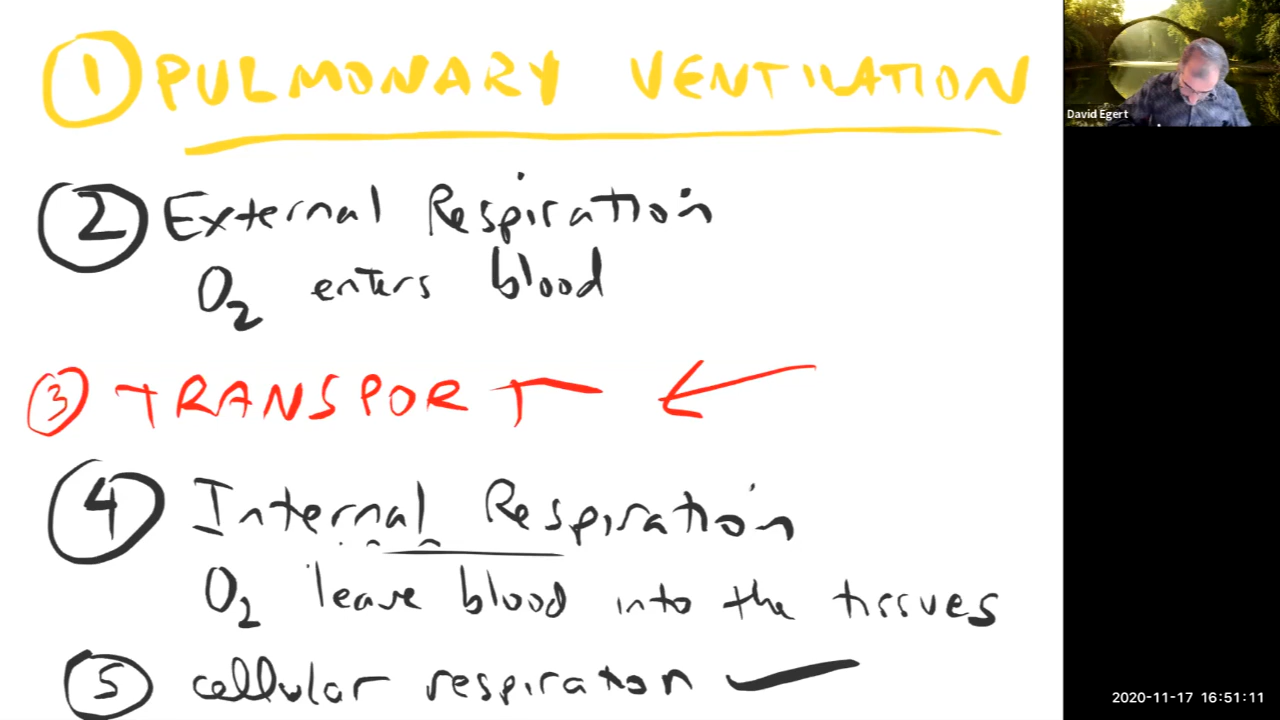 ① PULMONARY VENTILATION
② External Respiration
O₂ enters blood
③ TRANSPORT ←
④ Internal Respiration
O₂ leave blood into the tissues
⑤ cellular respiration
David Egert
2020-11-17 16:51:11